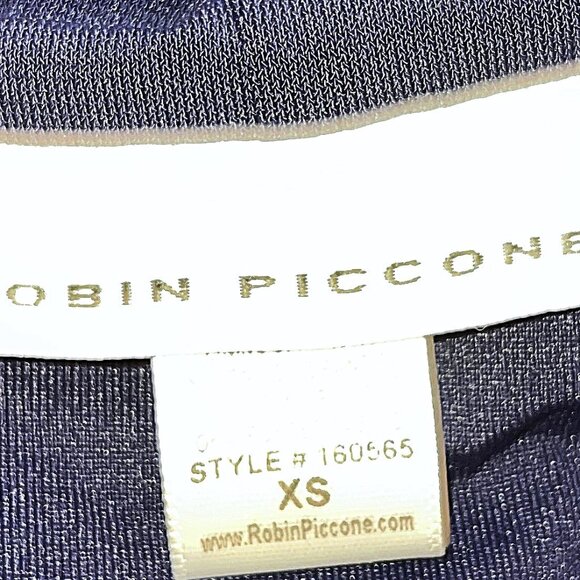 OBIN PICCONE
STYLE # 160565
XS
www.RobinPiccone.com